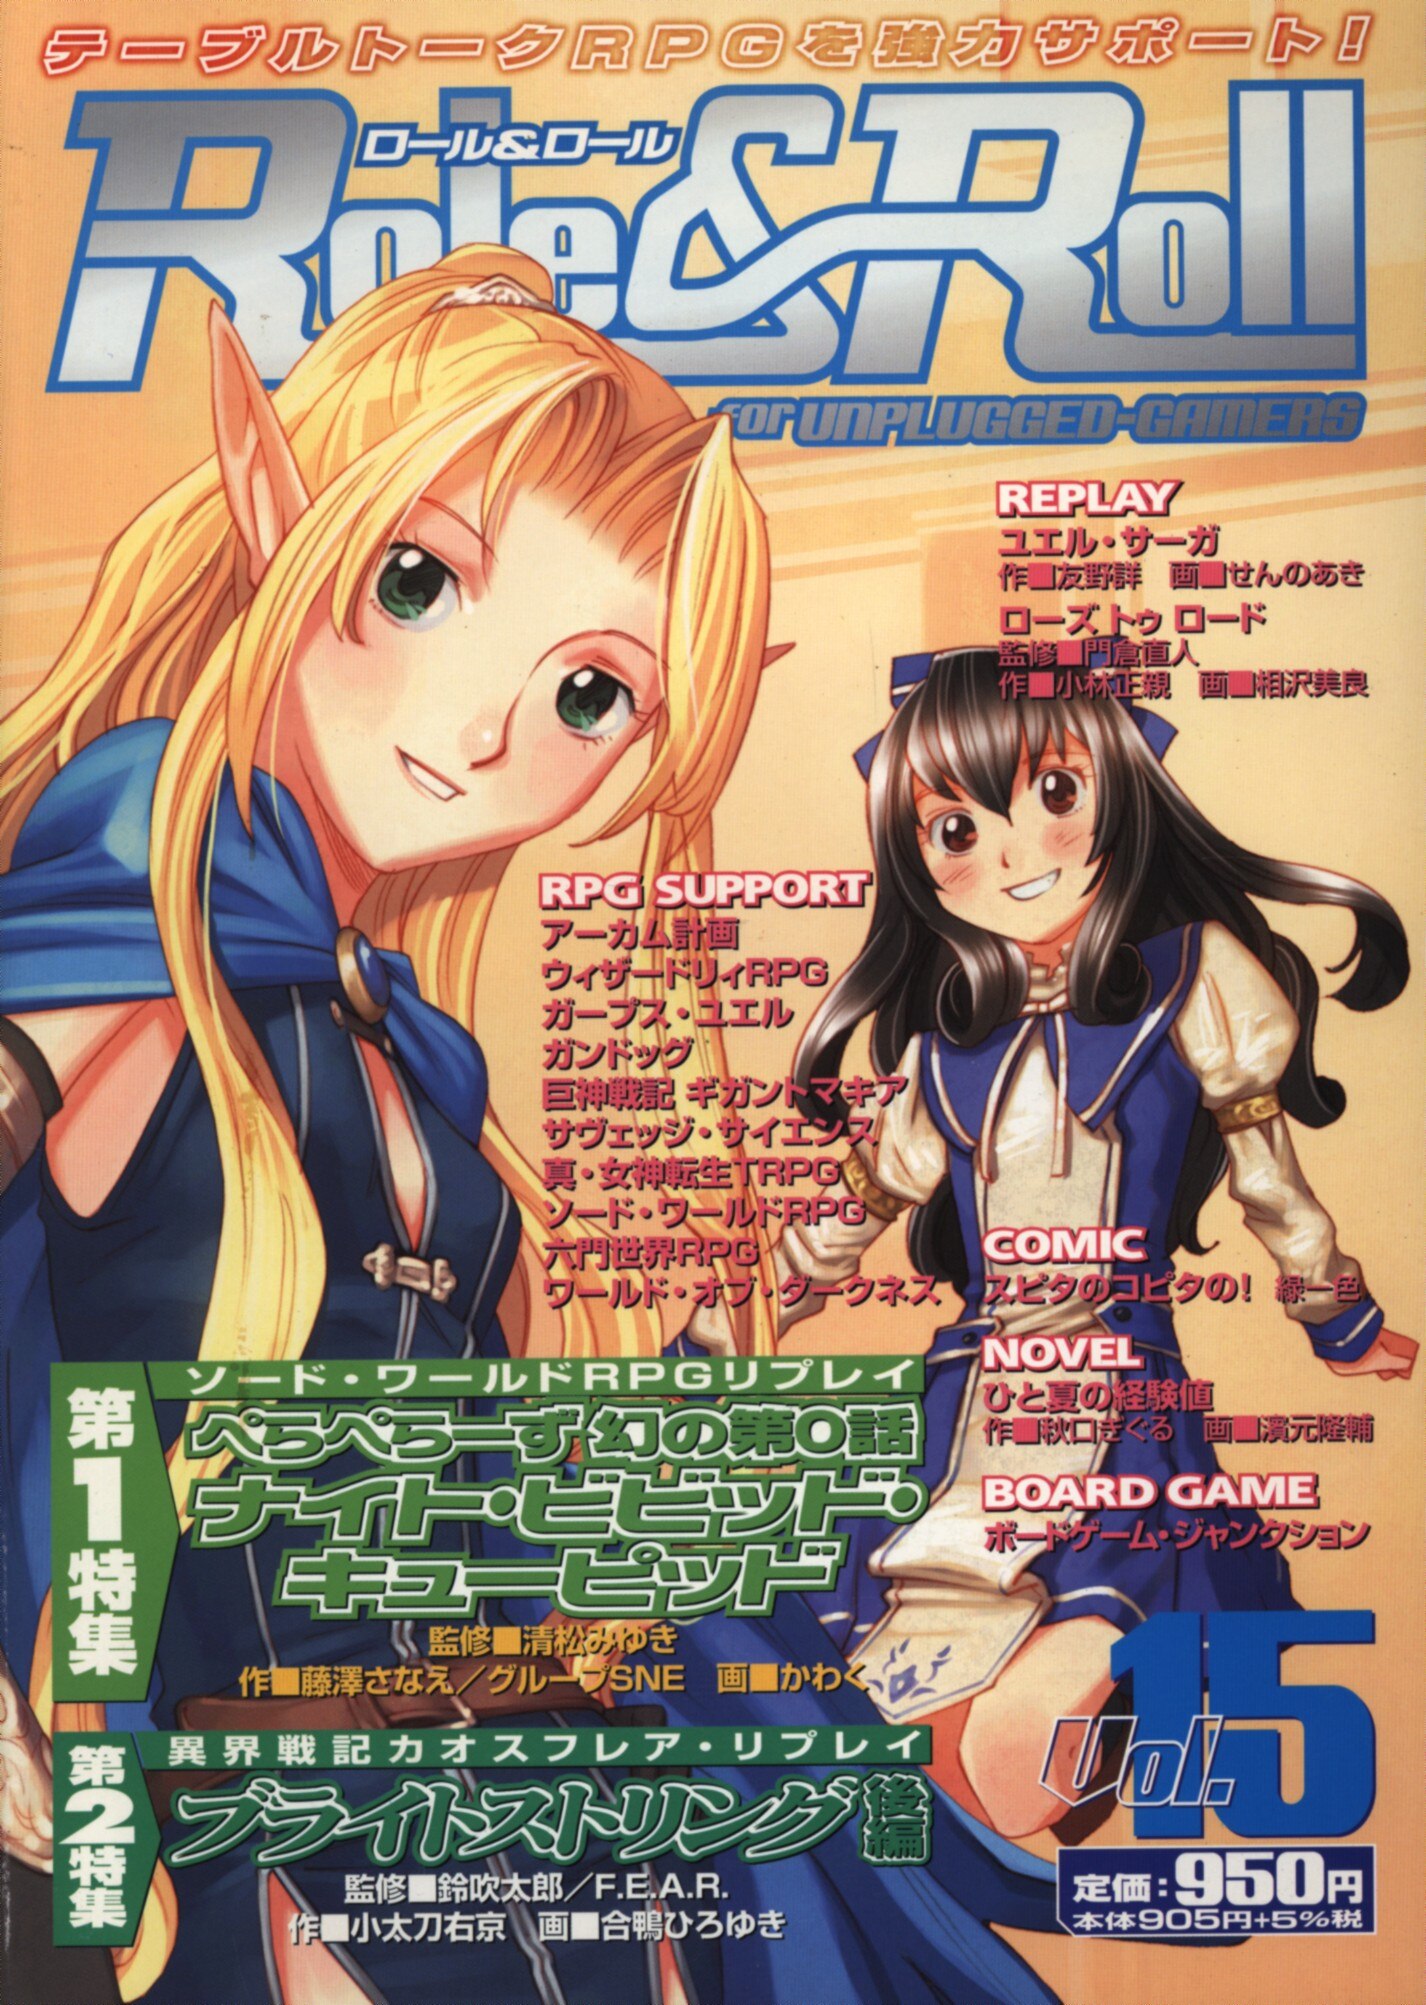 テーブルトークRPGを強力サポート!
Role&Roll
ロール&ロール
for UNPLUGGED-GAMERS
REPLAY
ユエル・サーガ
作■友野詳　画■せんのあき
ローズ トゥ ロード
監修■門倉直人
作■小林正親　画■相沢美良
RPG SUPPORT
アーカム計画
ウィザードリィRPG
ガープス・ユエル
ガンドッグ
巨神戦記 ギガントマキア
サヴェッジ・サイエンス
真・女神転生TRPG
ソード・ワールドRPG
六門世界RPG
ワールド・オブ・ダークネス
COMIC
スピタのコピタの! 緑一色
NOVEL
ひと夏の経験値
作■秋口ぎぐる　画■濱元隆輔
BOARD GAME
ボードゲーム・ジャンクション
第1特集
ソード・ワールドRPGリプレイ
ぺらぺらーず 幻の第0話
ナイト・ビビッド・
キューピッド
監修■清松みゆき
作■藤澤さなえ/グループSNE　画■かわく
第2特集
異界戦記カオスフレア・リプレイ
ブライトストリング 後編
監修■鈴吹太郎/F.E.A.R.
作■小太刀右京　画■合鴨ひろゆき
Vol.15
定価:950円
本体905円+5%税